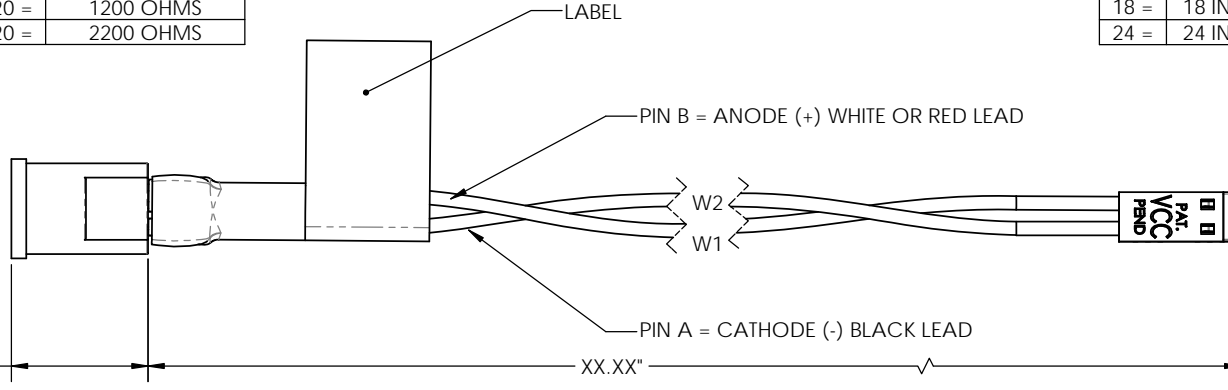 20 = 1200 OHMS
20 = 2200 OHMS
18 = 18 IN
24 = 24 IN
LABEL
PIN B = ANODE (+) WHITE OR RED LEAD
W2
W1
PAT.
VCC
PEND
PIN A = CATHODE (-) BLACK LEAD
XX.XX"